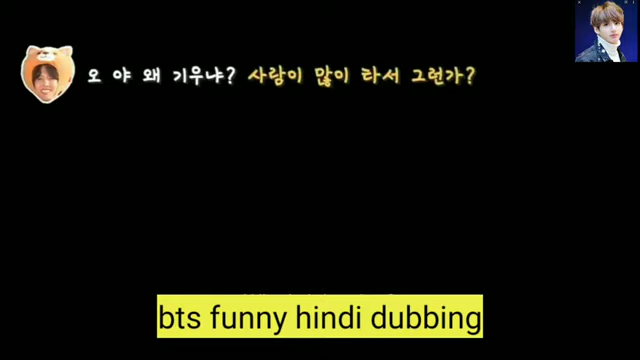 오 야 왜 기우냐? 사람이 많이 타서 그런가?
bts funny hindi dubbing